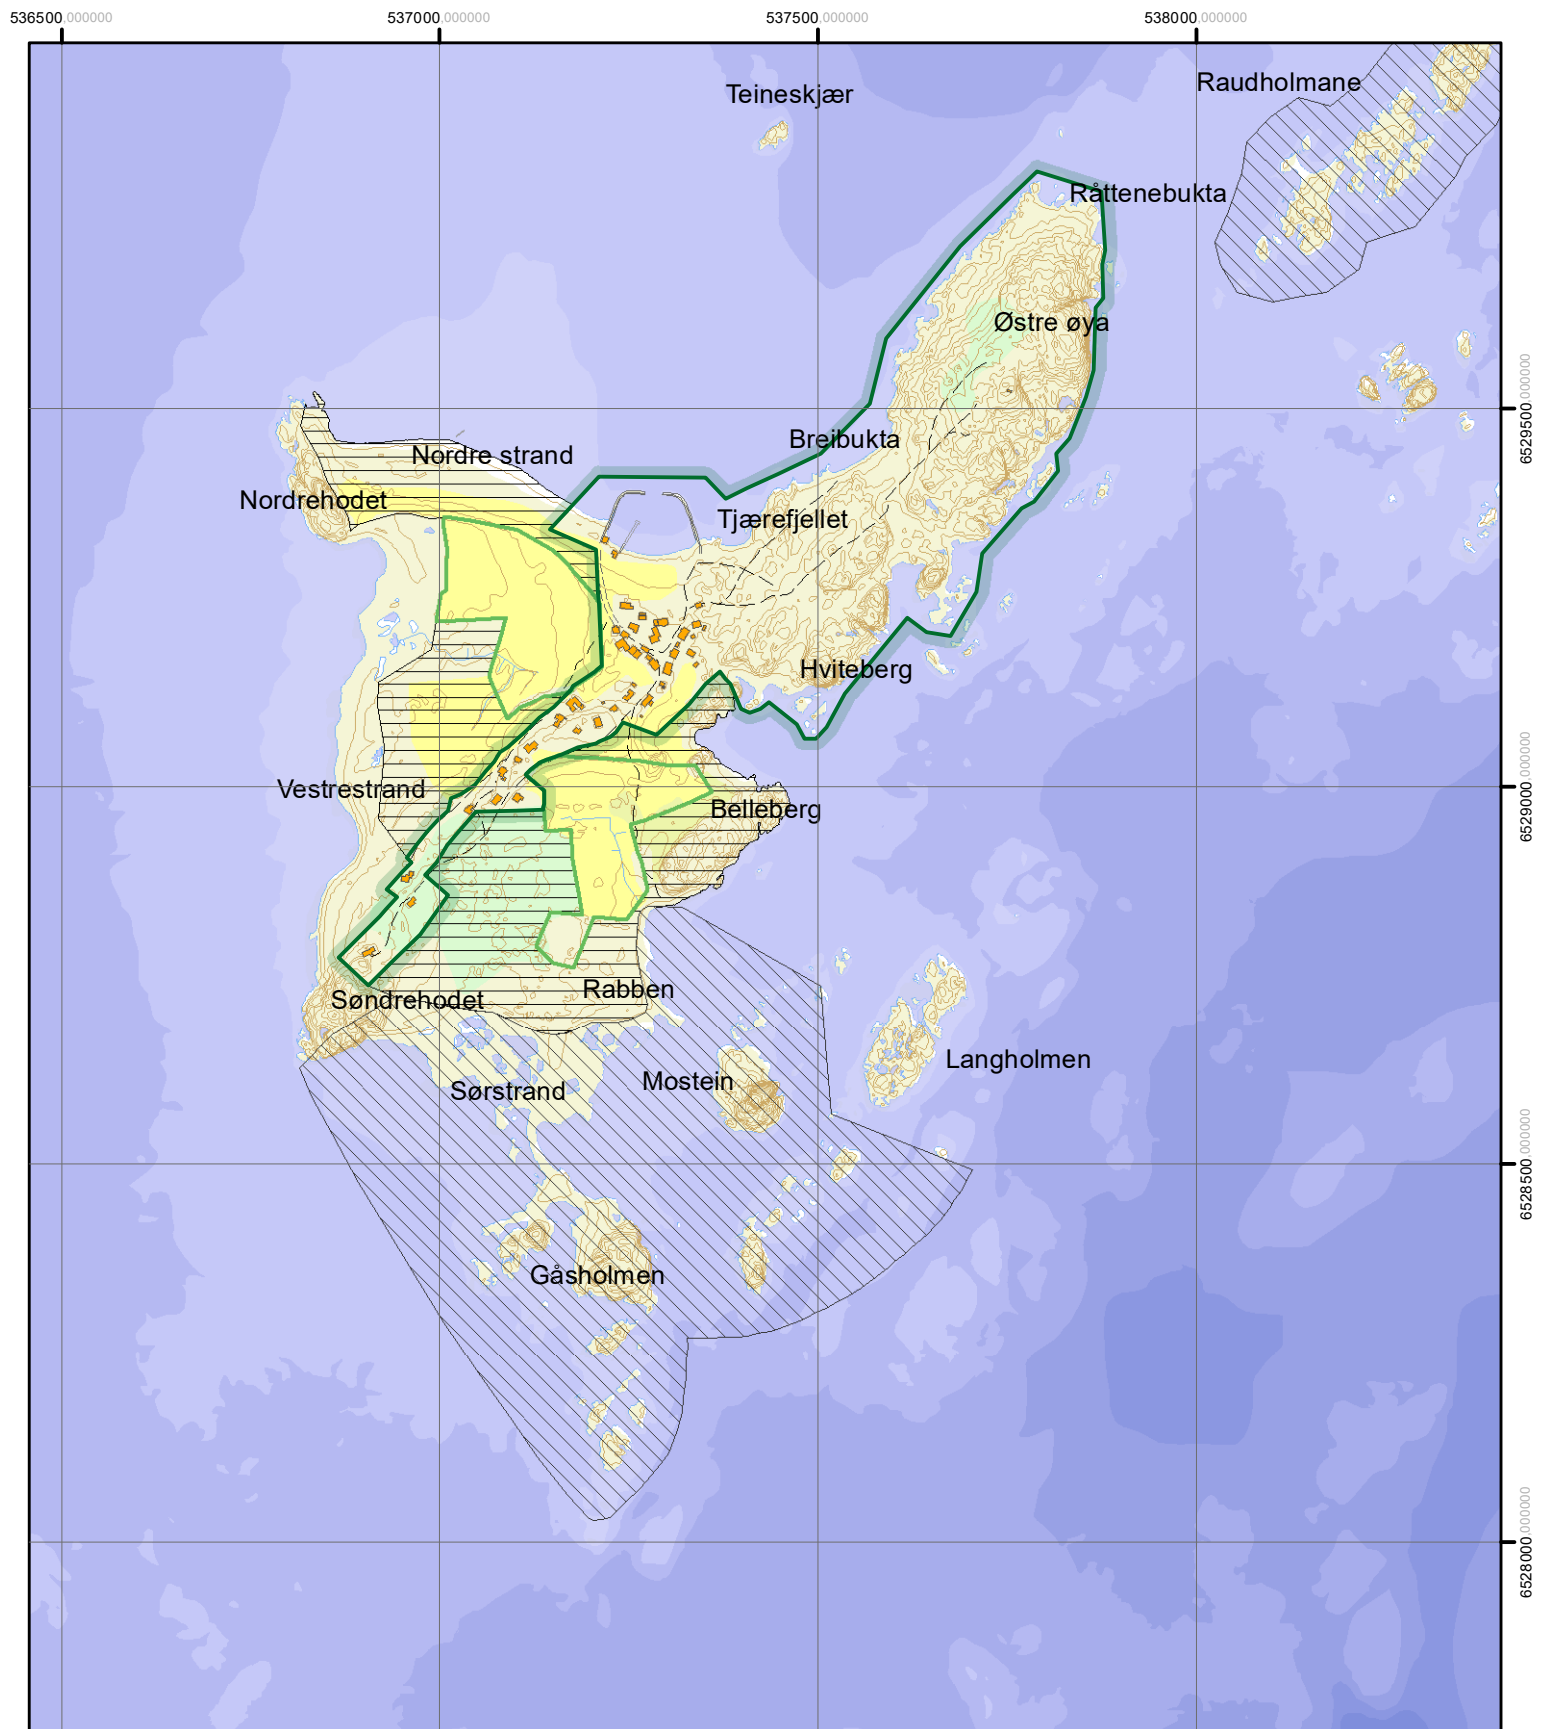 536500,000000
537000,000000
537500,000000
538000,000000
Raudholmane
Teineskjær
Råttenebukta
Østre øya
6529500,000000
Breibukta
Nordre strand
Nordrehodet
Tjærefjellet
Hviteberg
6529000,000000
Vestrestrand
Belleberg
Rabben
Søndrehodet
Langholmen
Mostein
Sørstrand
6528500,000000
Gåsholmen
6528000,000000